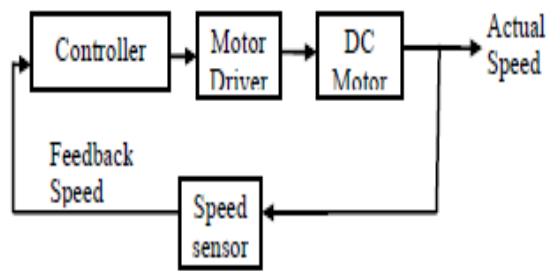 Controller
Motor
Driver
DC
Motor
Actual
Speed
Feedback
Speed
Speed
sensor